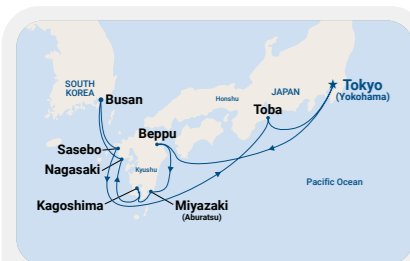 SOUTH
KOREA
Busan
Honshu
JAPAN
Tokyo
(Yokohama)
Toba
Beppu
Sasebo
Nagasaki
Kyushu
Kagoshima
Miyazaki
(Aburatsu)
Pacific Ocean